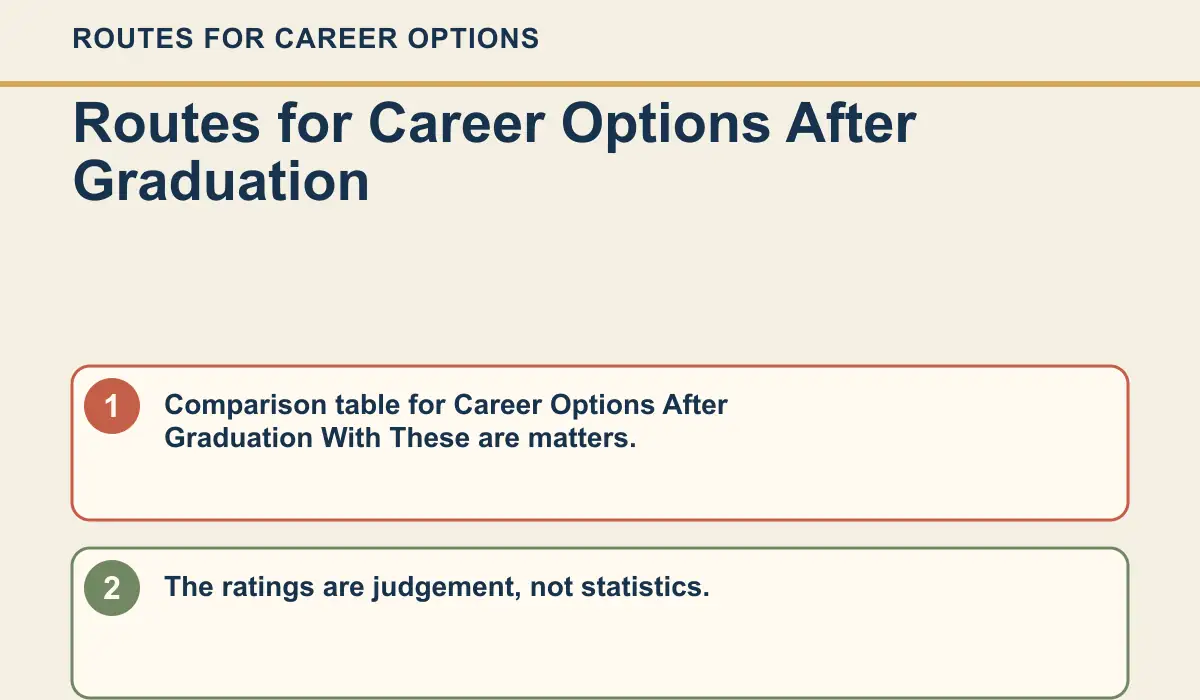 ROUTES FOR CAREER OPTIONS
Routes for Career Options After
Graduation
1
Comparison table for Career Options After
Graduation With These are matters.
2
The ratings are judgement, not statistics.